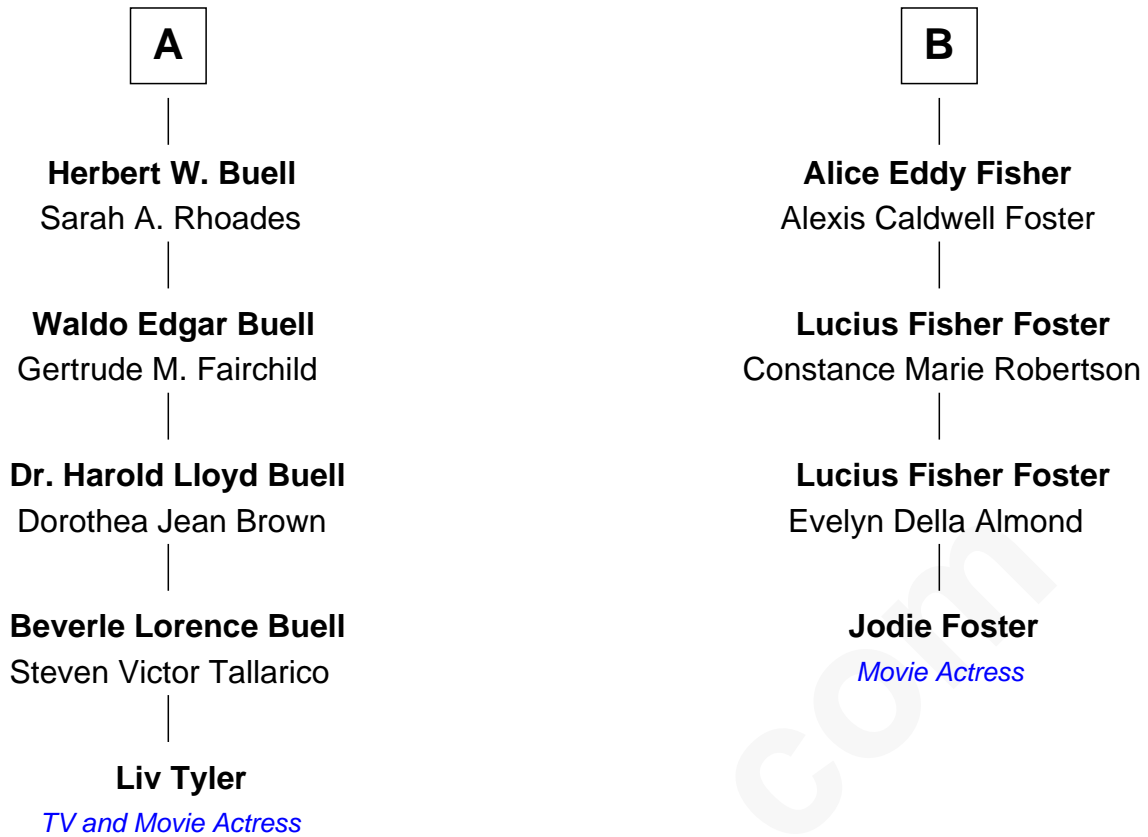 A
Herbert W. Buell
Sarah A. Rhoades
Waldo Edgar Buell
Gertrude M. Fairchild
Dr. Harold Lloyd Buell
Dorothea Jean Brown
Beverle Lorence Buell
Steven Victor Tallarico
Liv Tyler
TV and Movie Actress
B
Alice Eddy Fisher
Alexis Caldwell Foster
Lucius Fisher Foster
Constance Marie Robertson
Lucius Fisher Foster
Evelyn Della Almond
Jodie Foster
Movie Actress
com